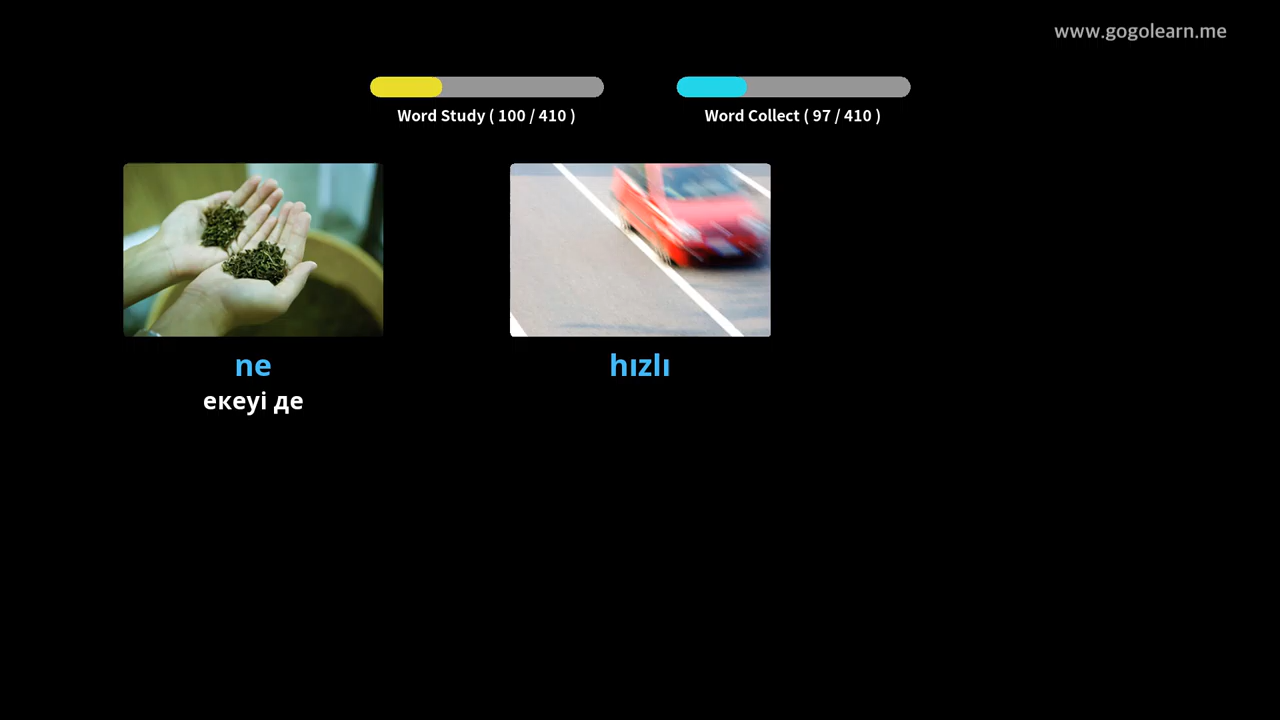 www.gogolearn.me
Word Study ( 100 / 410 )
Word Collect ( 97 / 410 )
ne
екеуі де
hızlı